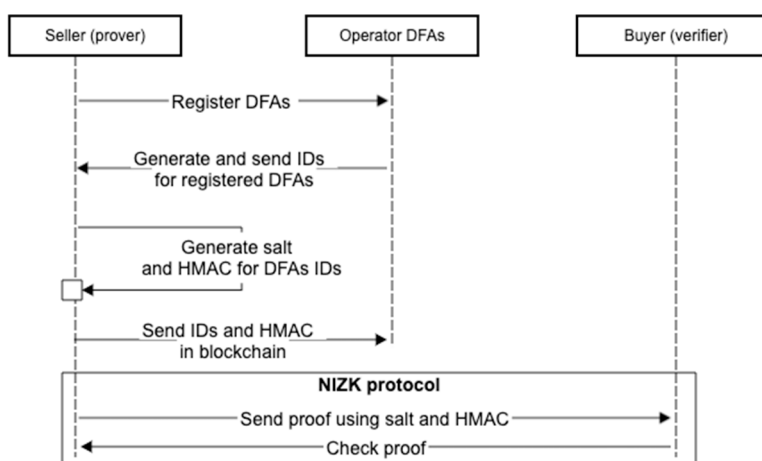 Seller (prover)
Operator DFAs
Buyer (verifier)
Register DFAs
Generate and send IDs
for registered DFAs
Generate salt
and HMAC for DFAs IDs
Send IDs and HMAC
in blockchain
NIZK protocol
Send proof using salt and HMAC
Check proof